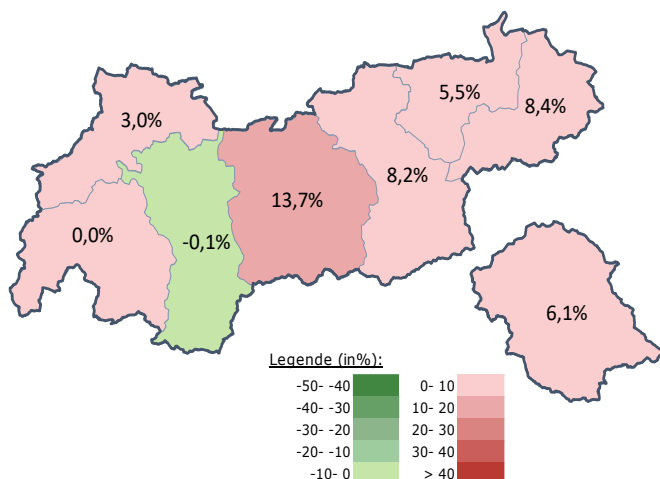 5,5%
8,4%
3,0%
8,2%
13,7%
0,0%
-0,1%
6,1%
Legende (in%):
-50- -40 0- 10
-40- -30 10- 20
-30- -20 20- 30
-20- -10 30- 40
-10- 0 > 40